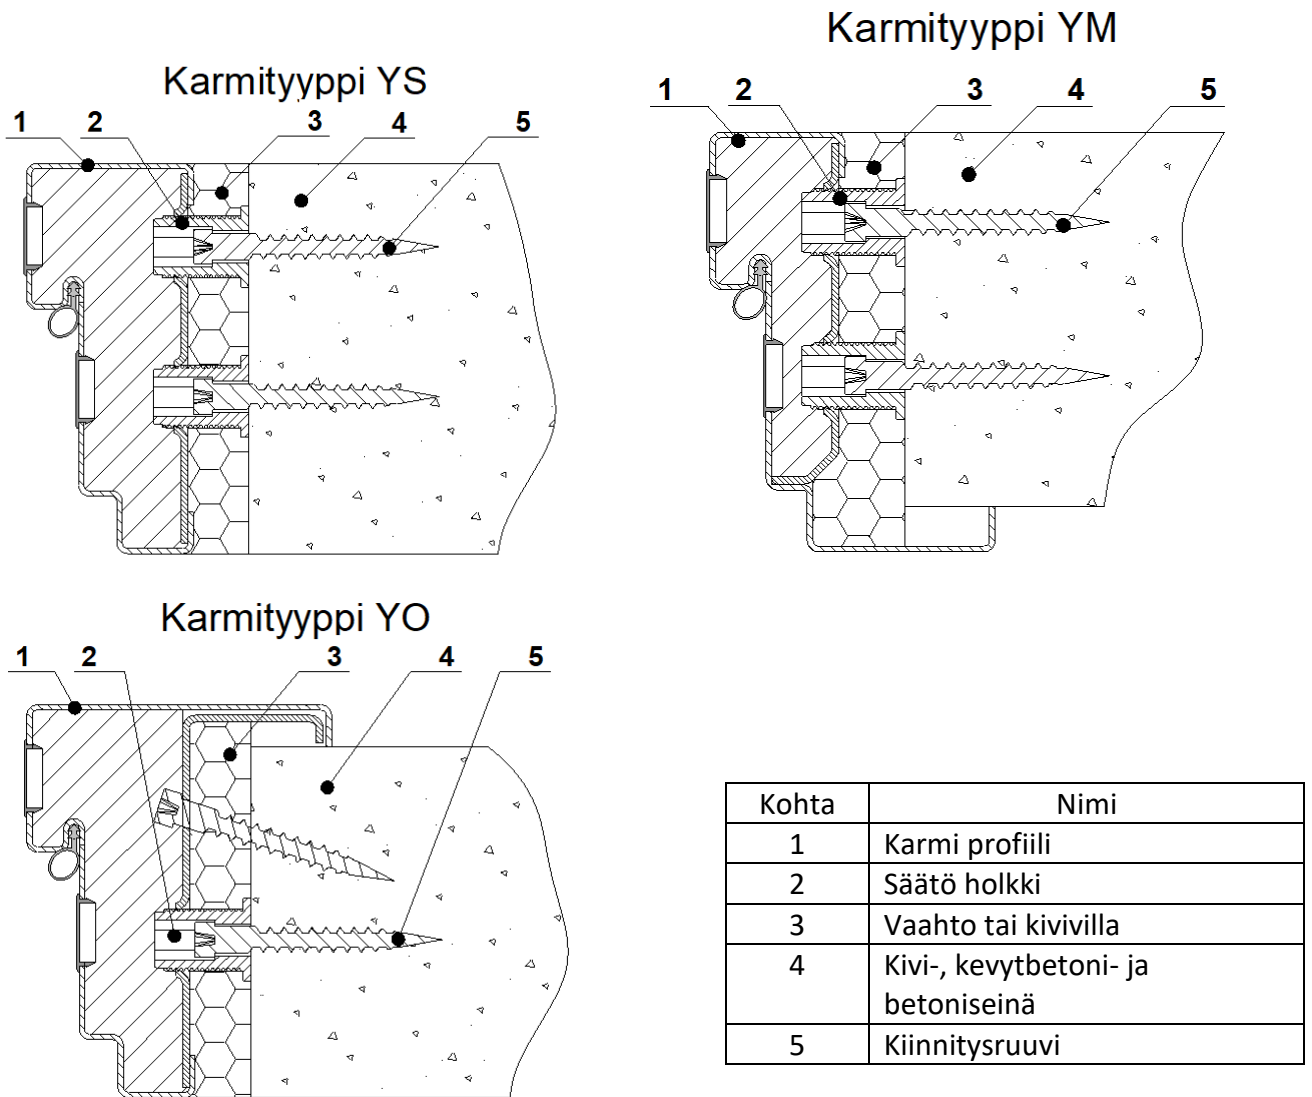 Karmityyppi YS
1 2 3 4 5
Karmityyppi YM
1 2 3 4 5
Karmityyppi YO
1 2 3 4 5
Kohta Nimi
1 Karmi profiili
2 Säätö holkki
3 Vaahto tai kivivilla
4 Kivi-, kevytbetoni- ja
betoniseinä
5 Kiinnitysruuvi